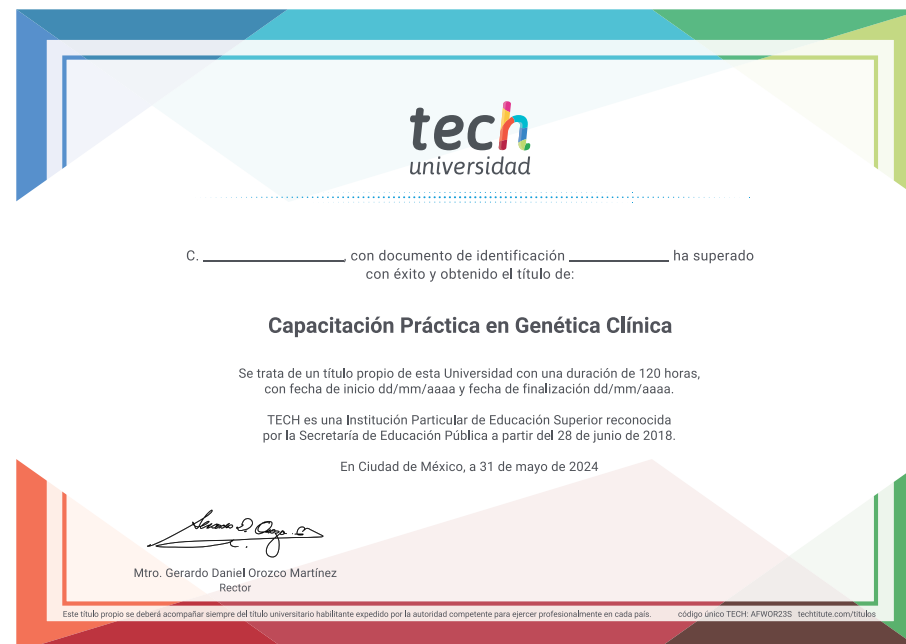 tech
universidad
C. ____________, con documento de identificación ____________ ha superado
con éxito y obtenido el título de:
Capacitación Práctica en Genética Clínica
Se trata de un título propio de esta Universidad con una duración de 120 horas,
con fecha de inicio dd/mm/aaaa y fecha de finalización dd/mm/aaaa.
TECH es una Institución Particular de Educación Superior reconocida
por la Secretaría de Educación Pública a partir del 28 de junio de 2018.
En Ciudad de México, a 31 de mayo de 2024
Mtro. Gerardo Daniel Orozco Martínez
Rector
Este título propio se deberá acompañar siempre del título universitario habilitante expedido por la autoridad competente para ejercer profesionalmente en cada país. código único TECH: AFWOR23S techtitute.com/titulos